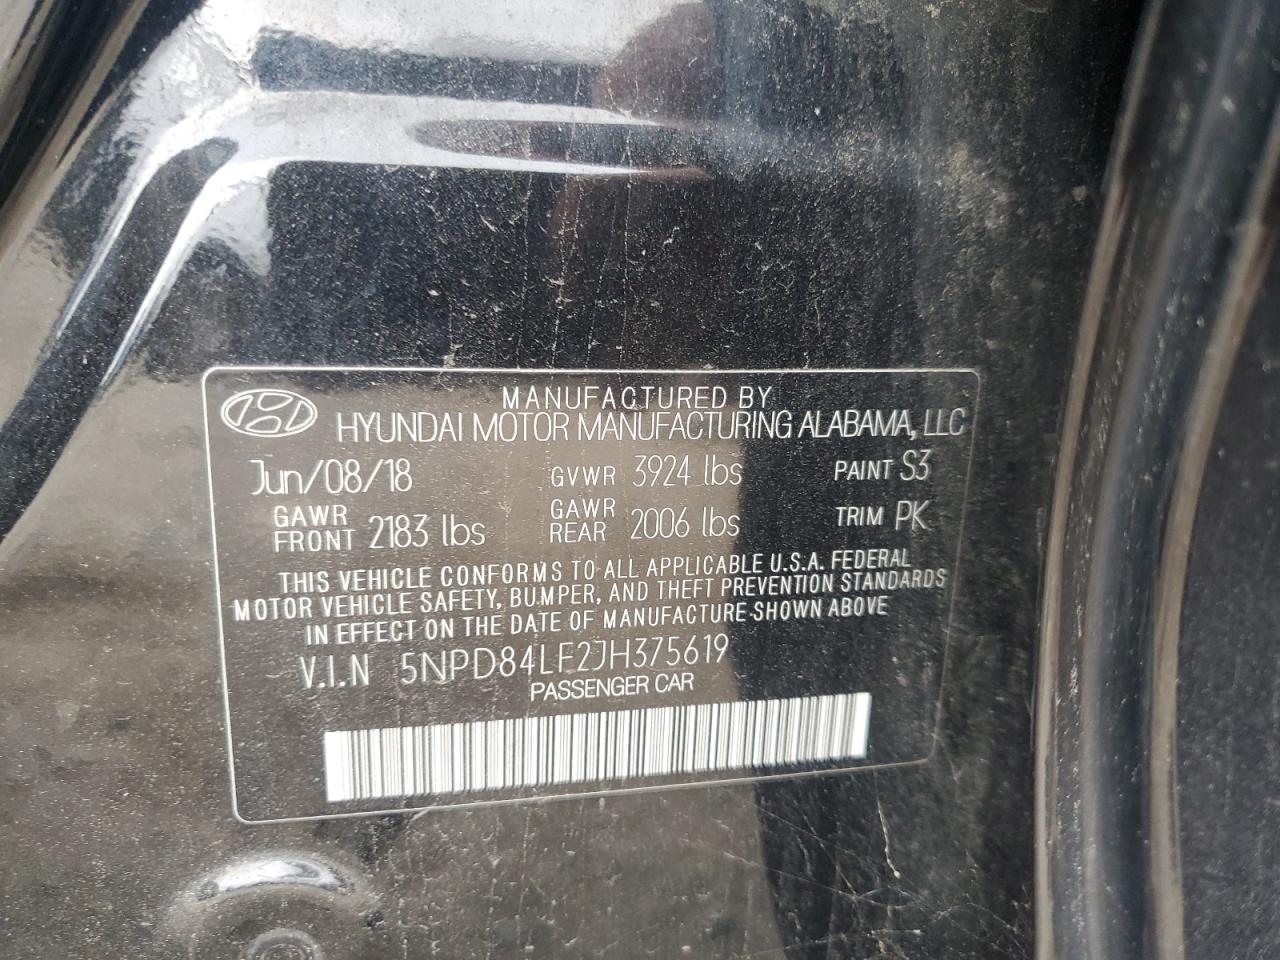 MANUFACTURED BY
HYUNDAI MOTOR MANUFACTURING ALABAMA, LLC
Jun/08/18 GVWR 3924 lbs PAINT S3
GAWR FRONT 2183 lbs GAWR REAR 2006 lbs TRIM PK
THIS VEHICLE CONFORMS TO ALL APPLICABLE U.S.A. FEDERAL
MOTOR VEHICLE SAFETY, BUMPER, AND THEFT PREVENTION STANDARDS
IN EFFECT ON THE DATE OF MANUFACTURE SHOWN ABOVE
V.I.N 5NPD84LF2JH375619
PASSENGER CAR